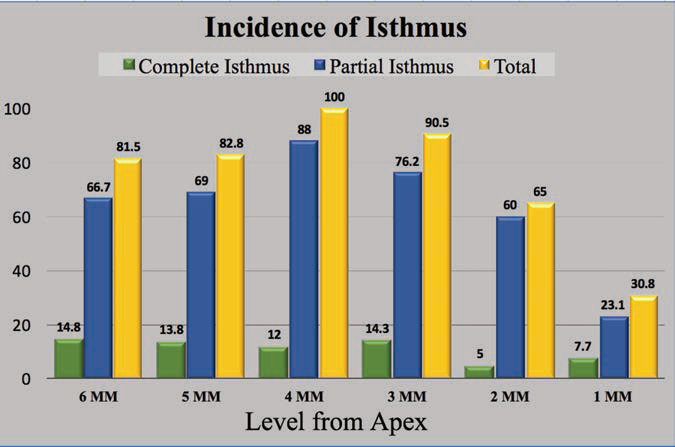 Incidence of Isthmus
Complete Isthmus Partial Isthmus Total
100
80
60
40
20
0
14.8 66.7 81.5
13.8 69 82.8
12 88 100
14.3 76.2 90.5
5 60 65
7.7 23.1 30.8
6 MM 5 MM 4 MM 3 MM 2 MM 1 MM
Level from Apex